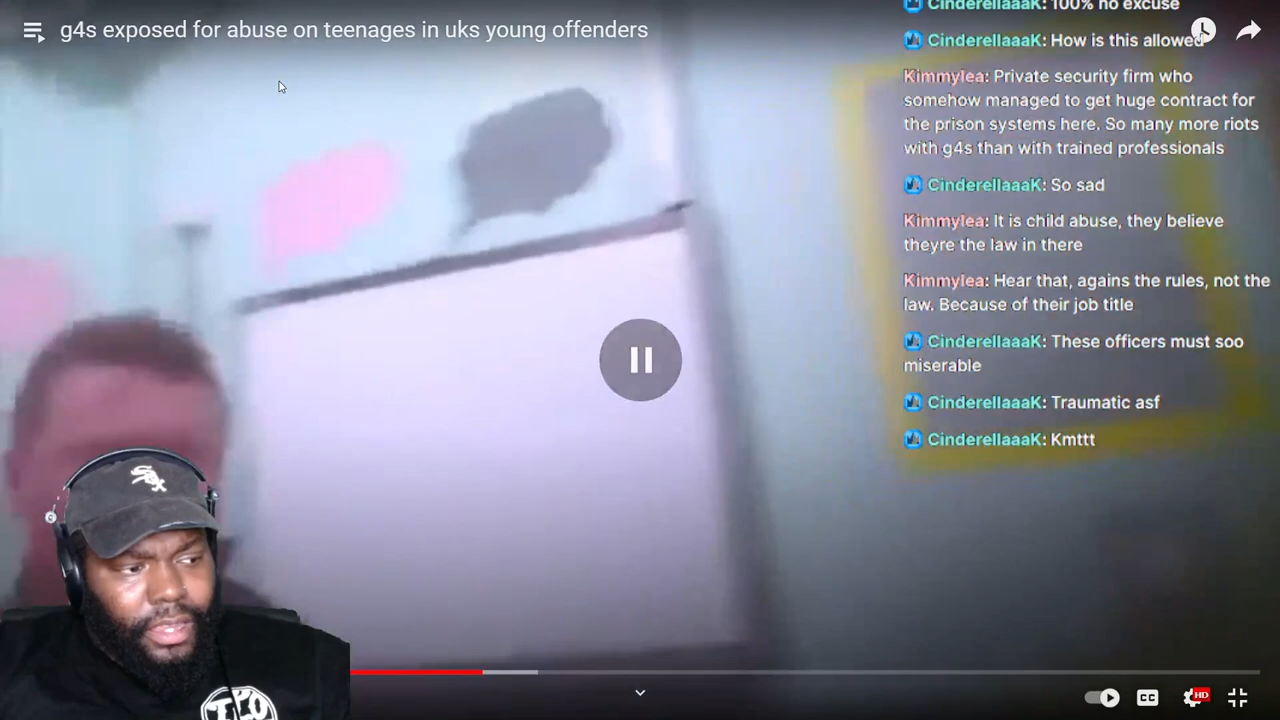 g4s exposed for abuse on teenages in uks young offenders
CinderellaaaK: 100% no excuse
CinderellaaaK: How is this allowed
Kimmylea: Private security firm who
somehow managed to get huge contract for
the prison systems here. So many more riots
with g4s than with trained professionals
CinderellaaaK: So sad
Kimmylea: It is child abuse, they believe
theyre the law in there
Kimmylea: Hear that, agains the rules, not the
law. Because of their job title
CinderellaaaK: These officers must soo
miserable
CinderellaaaK: Traumatic asf
CinderellaaaK: Kmttt
SOX
CC
HD